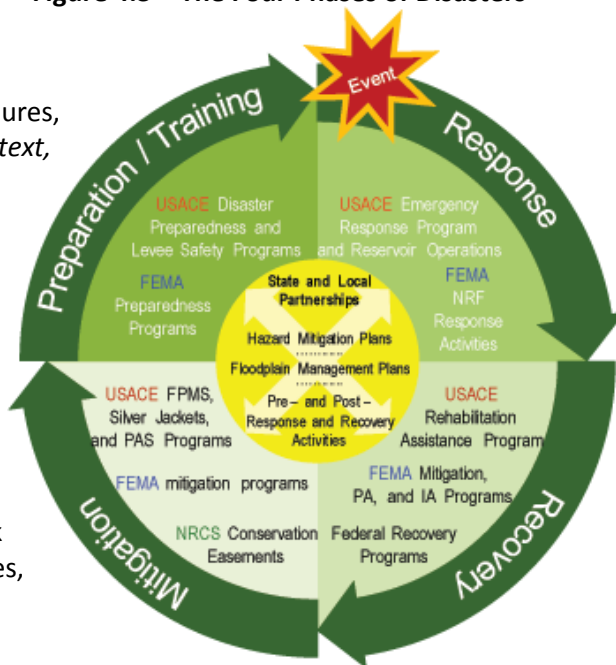 Figure 4.3 – The Four Phases of Disasters
ures,
text,
Event
Preparation / Training
Response
USACE Disaster
Preparedness and
Levee Safety Programs
FEMA
Preparedness
Programs
USACE Emergency
Response Program
and Reservoir Operations
FEMA
NRF
Response
Activities
State and Local
Partnerships
Hazard Mitigation Plans
Floodplain Management Plans
Pre– and Post–
Response and Recovery
Activities
USACE FPMS,
Silver Jackets,
and PAS Programs
FEMA mitigation programs
NRCS Conservation
Easements
USACE
Rehabilitation
Assistance Program
FEMA Mitigation,
PA, and IA Programs
Federal Recovery
Programs
Mitigation
Recovery
es,